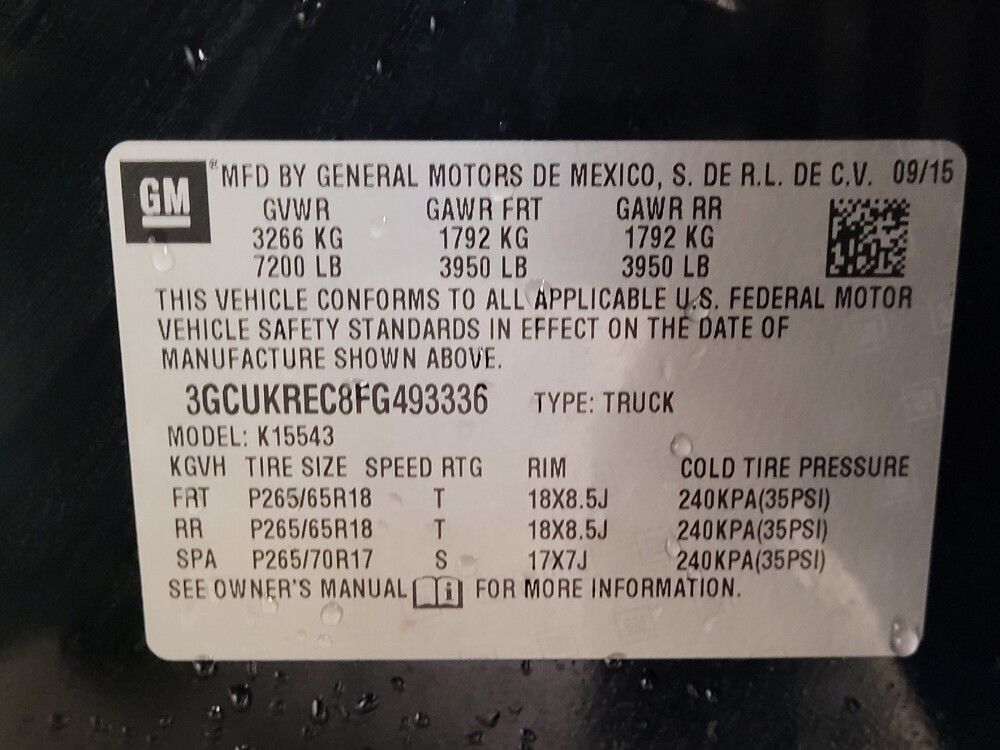 GM ® MFD BY GENERAL MOTORS DE MEXICO, S. DE R.L. DE C.V. 09/15
GVWR GAWR FRT GAWR RR
3266 KG 1792 KG 1792 KG
7200 LB 3950 LB 3950 LB
THIS VEHICLE CONFORMS TO ALL APPLICABLE U.S. FEDERAL MOTOR
VEHICLE SAFETY STANDARDS IN EFFECT ON THE DATE OF
MANUFACTURE SHOWN ABOVE.
3GCUKREC8FG493336 TYPE: TRUCK
MODEL: K15543
KGVH TIRE SIZE SPEED RTG RIM COLD TIRE PRESSURE
FRT P265/65R18 T 18X8.5J 240KPA(35PSI)
RR P265/65R18 T 18X8.5J 240KPA(35PSI)
SPA P265/70R17 S 17X7J 240KPA(35PSI)
SEE OWNER'S MANUAL i FOR MORE INFORMATION.